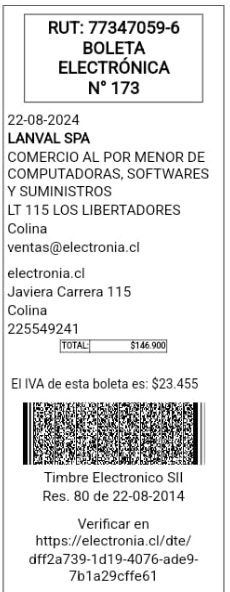 RUT: 77347059-6
BOLETA
ELECTRÓNICA
N° 173
22-08-2024
LANVAL SPA
COMERCIO AL POR MENOR DE
COMPUTADORAS, SOFTWARES
Y SUMINISTROS
LT 115 LOS LIBERTADORES
Colina
ventas@electronia.cl
electronia.cl
Javiera Carrera 115
Colina
225549241
TOTAL: $146.900
El IVA de esta boleta es: $23.455
Timbre Electronico SII
Res. 80 de 22-08-2014
Verificar en
https://electronia.cl/dte/
dff2a739-1d19-4076-ade9-
7b1a29cffe61